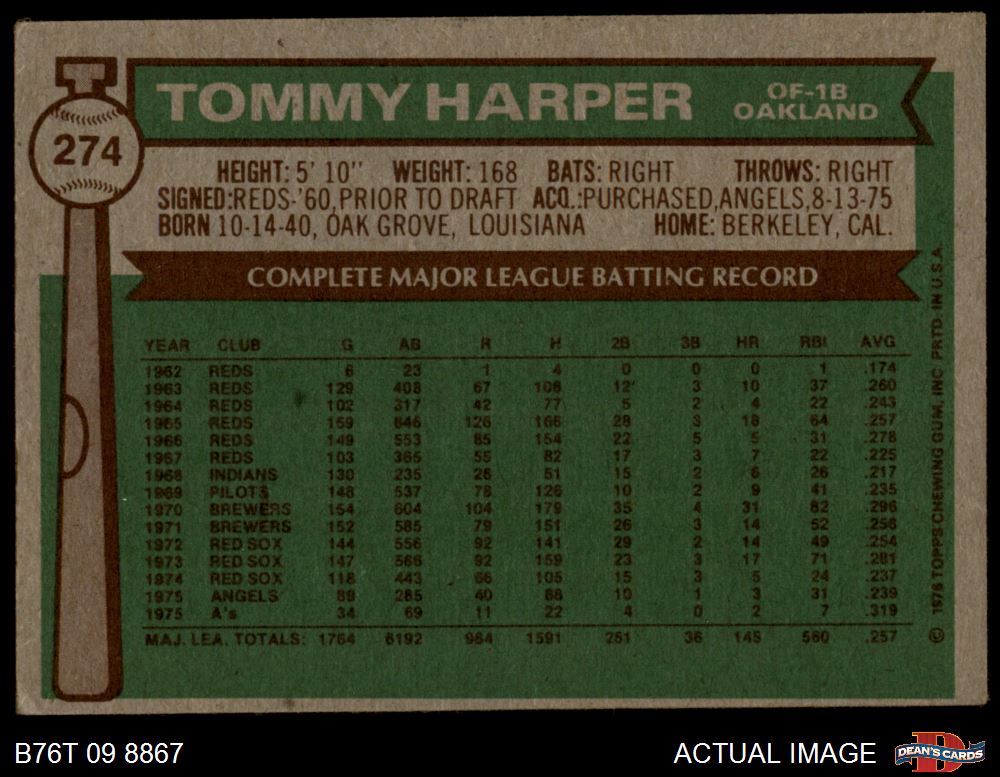 TOMMY HARPER
OF-1B
OAKLAND
274
HEIGHT: 5' 10" WEIGHT: 168 BATS: RIGHT THROWS: RIGHT
SIGNED: REDS-'60, PRIOR TO DRAFT ACQ.: PURCHASED, ANGELS, 8-13-75
BORN 10-14-40, OAK GROVE, LOUISIANA HOME: BERKELEY, CAL.
COMPLETE MAJOR LEAGUE BATTING RECORD
YEAR CLUB G AB R H 2B 3B HR RBI AVG
1962 REDS 6 23 1 4 0 0 0 1 .174
1963 REDS 129 408 67 106 12 3 10 37 .260
1964 REDS 102 317 42 77 5 2 4 22 .243
1965 REDS 159 646 126 166 28 3 18 64 .257
1966 REDS 149 553 85 154 22 5 5 31 .278
1967 REDS 103 365 55 82 17 3 7 22 .225
1968 INDIANS 130 235 26 51 15 2 6 26 .217
1969 PILOTS 148 537 78 126 10 2 9 41 .235
1970 BREWERS 154 604 104 179 35 4 31 82 .296
1971 BREWERS 152 585 79 151 26 3 14 52 .258
1972 RED SOX 144 556 92 141 29 2 14 49 .254
1973 RED SOX 147 566 92 159 23 3 17 71 .281
1974 RED SOX 118 443 66 105 15 3 5 24 .237
1975 ANGELS 89 285 40 68 10 1 3 31 .239
1975 A's 34 69 11 22 4 0 2 7 .319
MAJ. LEA. TOTALS: 1764 6192 964 1591 251 36 145 560 .257
© 1976 TOPPS CHEWING GUM, INC PRTD. IN U.S.A.
B76T 09 8867
ACTUAL IMAGE
DEAN'S CARDS